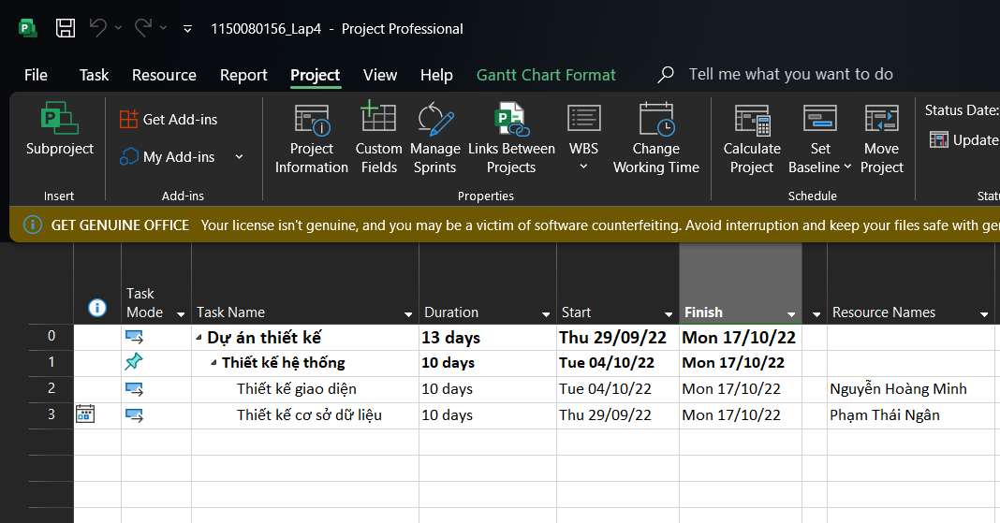 1150080156_Lap4 - Project Professional
File Task Resource Report Project View Help Gantt Chart Format Tell me what you want to do
Subproject
Insert
Get Add-ins
My Add-ins
Add-ins
Project Information
Custom Fields
Manage Sprints
Links Between Projects
WBS
Change Working Time
Properties
Calculate Project
Set Baseline
Move Project
Schedule
Status Date:
Update
GET GENUINE OFFICE Your license isn't genuine, and you may be a victim of software counterfeiting. Avoid interruption and keep your files safe with
Task Mode Task Name Duration Start Finish Resource Names
0 Dự án thiết kế 13 days Thu 29/09/22 Mon 17/10/22
1 Thiết kế hệ thống 10 days Tue 04/10/22 Mon 17/10/22
2 Thiết kế giao diện 10 days Tue 04/10/22 Mon 17/10/22 Nguyễn Hoàng Minh
3 Thiết kế cơ sở dữ liệu 10 days Thu 29/09/22 Mon 17/10/22 Phạm Thái Ngân